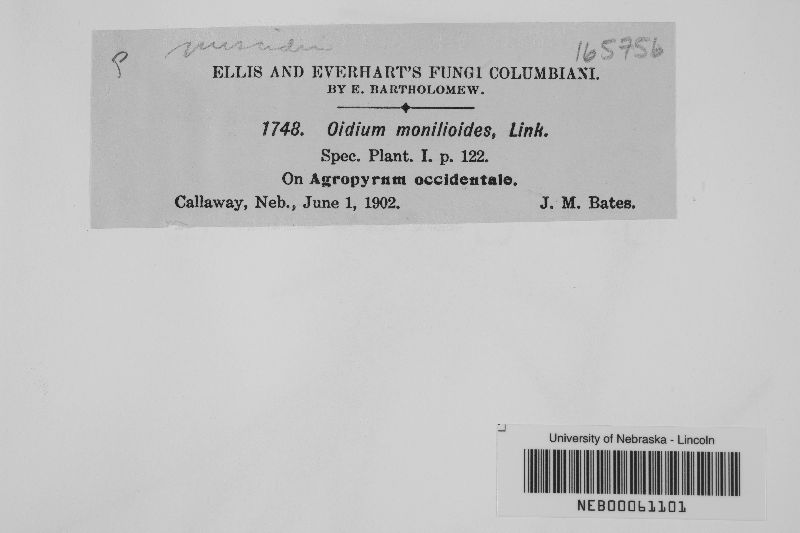 165756
ELLIS AND EVERHART'S FUNGI COLUMBIANI.
BY E. BARTHOLOMEW.
1748. Oidium monilioides, Link.
Spec. Plant. I. p. 122.
On Agropyrum occidentale.
Callaway, Neb., June 1, 1902. J. M. Bates.
University of Nebraska - Lincoln
NEB00061101